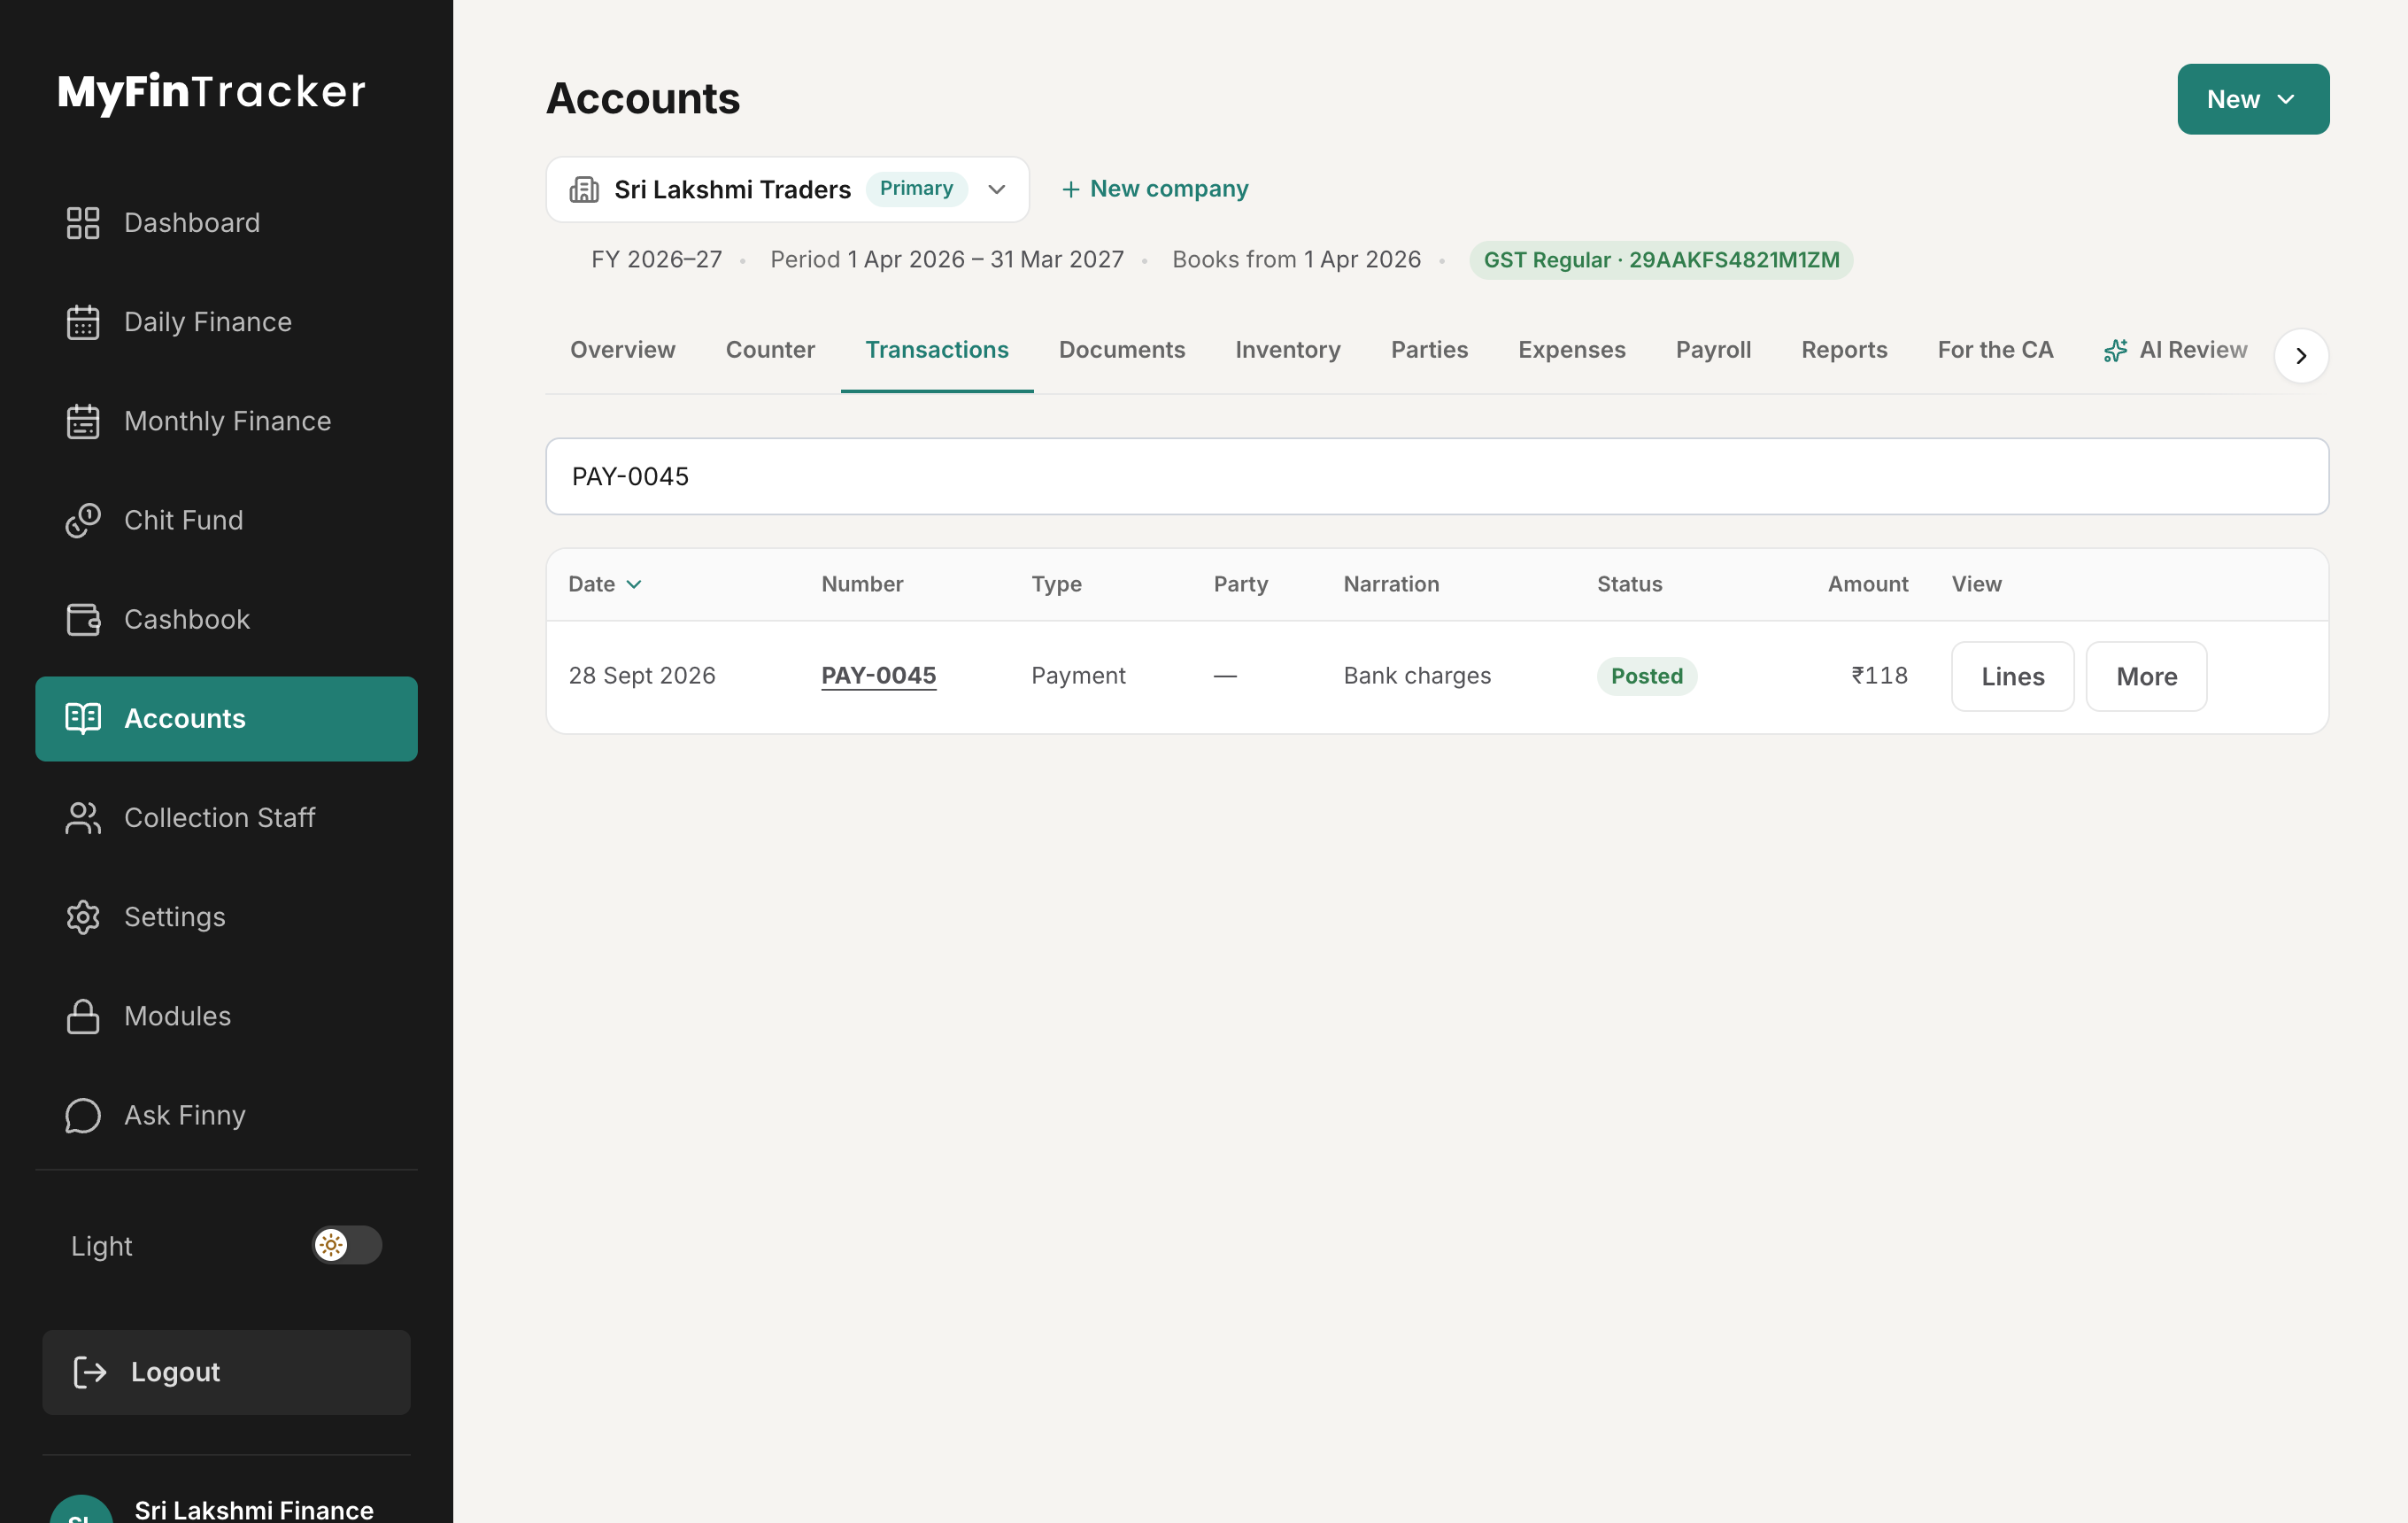 MyFinTracker
Dashboard
Daily Finance
Monthly Finance
Chit Fund
Cashbook
Accounts
Collection Staff
Settings
Modules
Ask Finny
Light
Logout
Sri Lakshmi Finance
Accounts
New
Sri Lakshmi Traders Primary
+ New company
FY 2026–27 • Period 1 Apr 2026 – 31 Mar 2027 • Books from 1 Apr 2026 • GST Regular · 29AAKFS4821M1ZM
Overview Counter Transactions Documents Inventory Parties Expenses Payroll Reports For the CA AI Review
PAY-0045
Date Number Type Party Narration Status Amount View
28 Sept 2026 PAY-0045 Payment — Bank charges Posted ₹118 Lines More